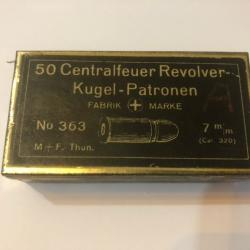 50 Centralfeuer Revolver-
Kugel-Patronen
FABRIK + MARKE
No 363
7 m/m
(Cal. 320)
M + F. Thun.